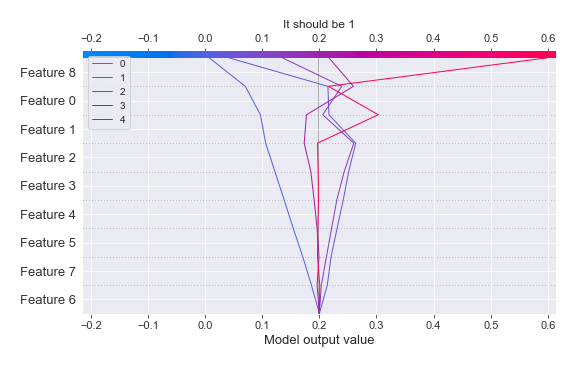 It should be 1
−0.2 −0.1 0.0 0.1 0.2 0.3 0.4 0.5 0.6
0
1
2
3
4
Feature 8
Feature 0
Feature 1
Feature 2
Feature 3
Feature 4
Feature 5
Feature 7
Feature 6
−0.2 −0.1 0.0 0.1 0.2 0.3 0.4 0.5 0.6
Model output value